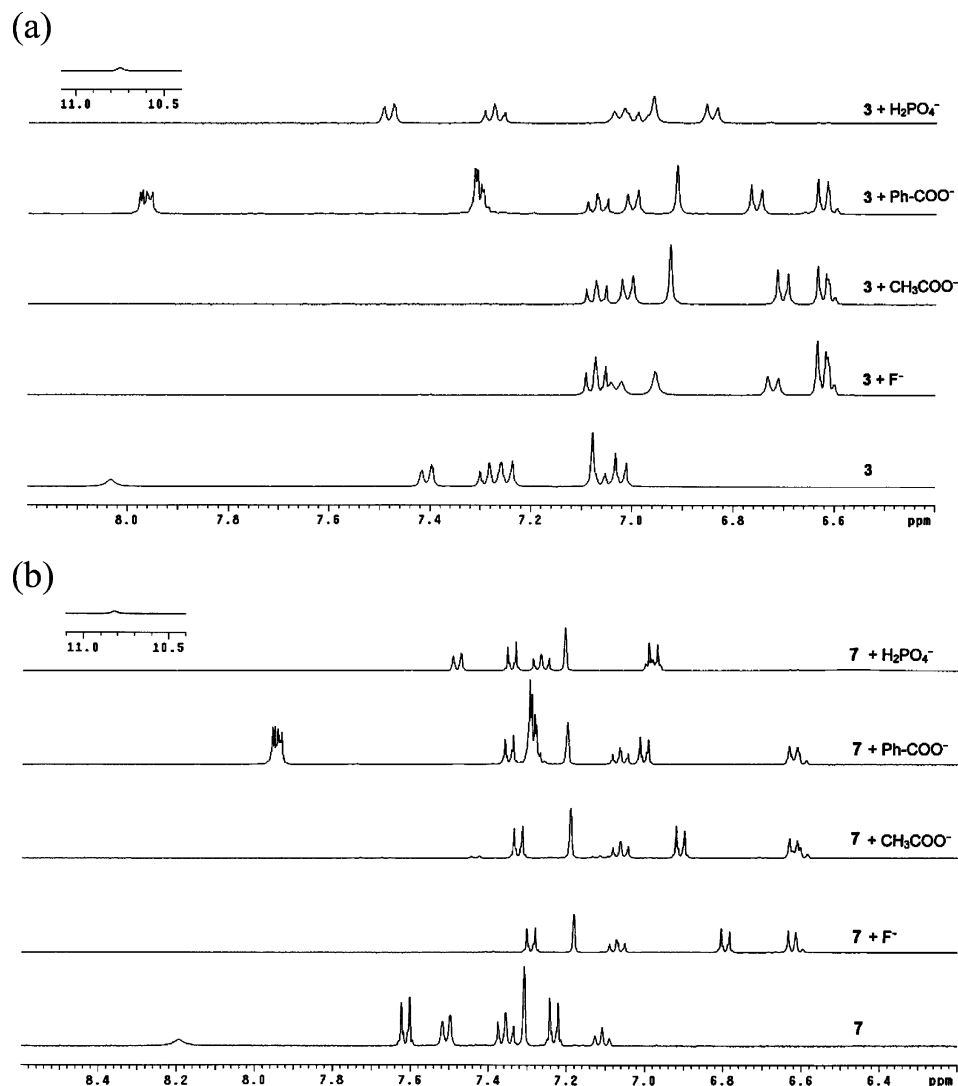 (a)
11.0 10.5
3 + H₂PO₄⁻
3 + Ph-COO⁻
3 + CH₃COO⁻
3 + F⁻
3
8.0 7.8 7.6 7.4 7.2 7.0 6.8 6.6 ppm
(b)
11.0 10.5
7 + H₂PO₄⁻
7 + Ph-COO⁻
7 + CH₃COO⁻
7 + F⁻
7
8.4 8.2 8.0 7.8 7.6 7.4 7.2 7.0 6.8 6.6 6.4 ppm